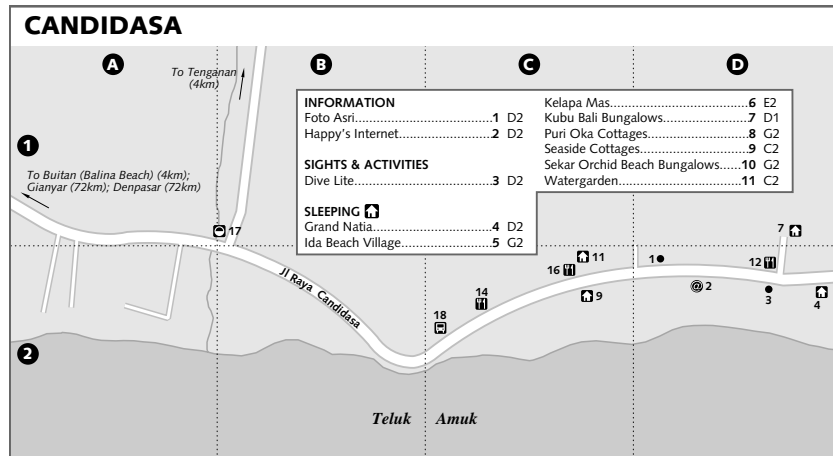 CANDIDASA
A
B
C
D
To Tenganan
(4km)
1
To Buitan (Balina Beach) (4km);
Gianyar (72km); Denpasar (72km)
INFORMATION
Foto Asri...............................1 D2
Happy's Internet.....................2 D2
SIGHTS & ACTIVITIES
Dive Lite................................3 D2
SLEEPING
Grand Natia...........................4 D2
Ida Beach Village....................5 G2
Kelapa Mas............................6 E2
Kubu Bali Bungalows...............7 D1
Puri Oka Cottages...................8 G2
Seaside Cottages.....................9 C2
Sekar Orchid Beach Bungalows.....10 G2
Watergarden..........................11 C2
17
7
11
16
1
12
Jl Raya Candidasa
14
9
2
3
4
18
2
Teluk Amuk